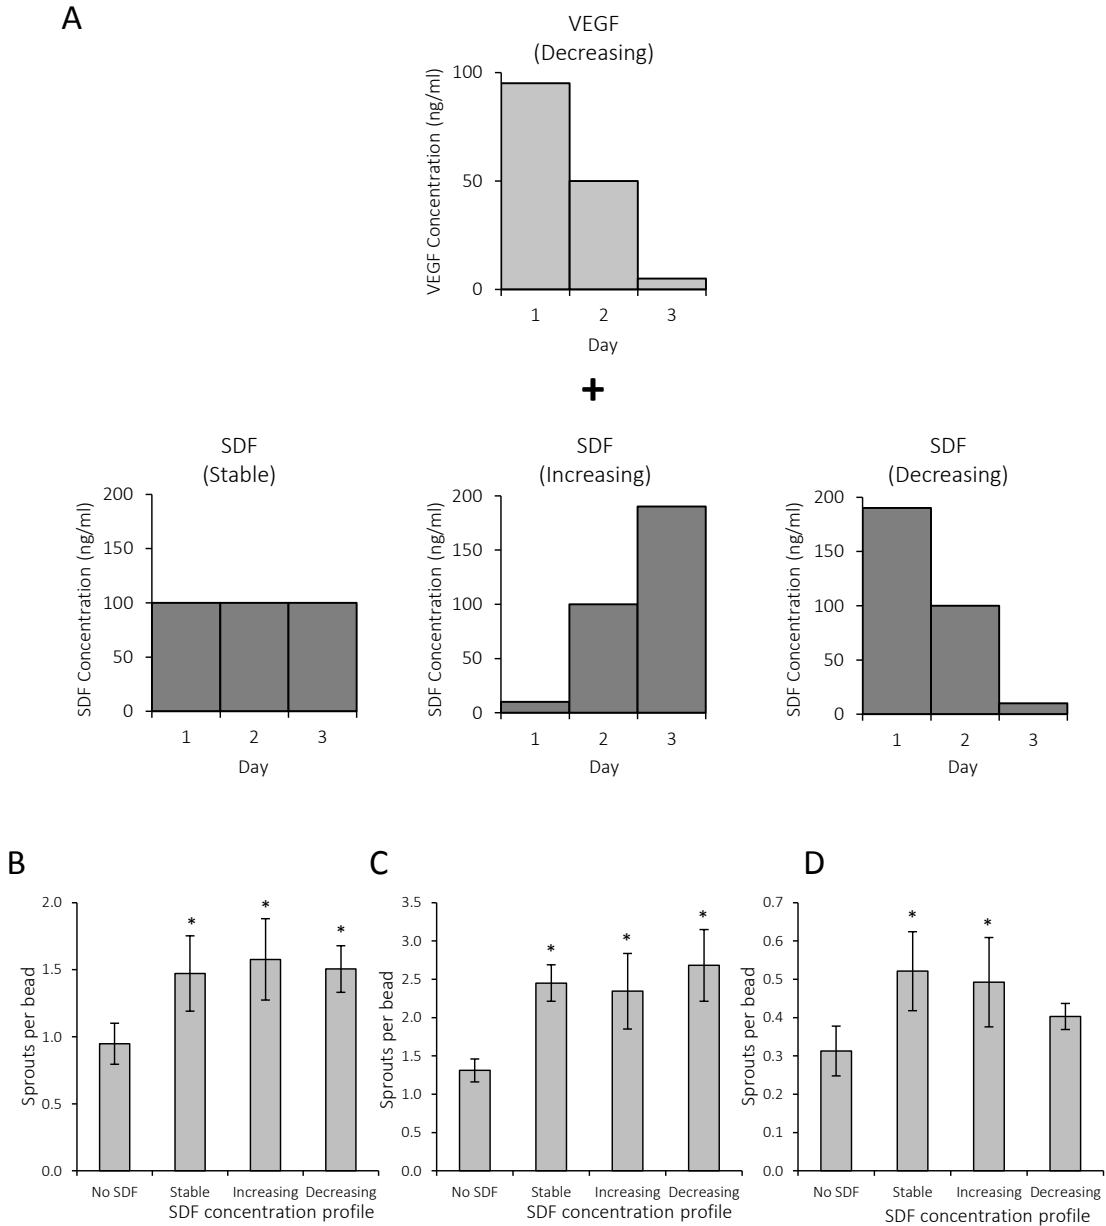 A
VEGF
(Decreasing)
VEGF Concentration (ng/ml)
100
50
0
1 2 3
Day
+
SDF
(Stable)
SDF Concentration (ng/ml)
200
150
100
50
0
1 2 3
Day
SDF
(Increasing)
SDF Concentration (ng/ml)
200
150
100
50
0
1 2 3
Day
SDF
(Decreasing)
SDF Concentration (ng/ml)
200
150
100
50
0
1 2 3
Day
B
Sprouts per bead
2.0
1.5
1.0
0.5
0.0
* * *
No SDF Stable Increasing Decreasing
SDF concentration profile
C
Sprouts per bead
3.5
3.0
2.5
2.0
1.5
1.0
0.5
0.0
* * *
No SDF Stable Increasing Decreasing
SDF concentration profile
D
Sprouts per bead
0.7
0.6
0.5
0.4
0.3
0.2
0.1
0.0
* *
No SDF Stable Increasing Decreasing
SDF concentration profile